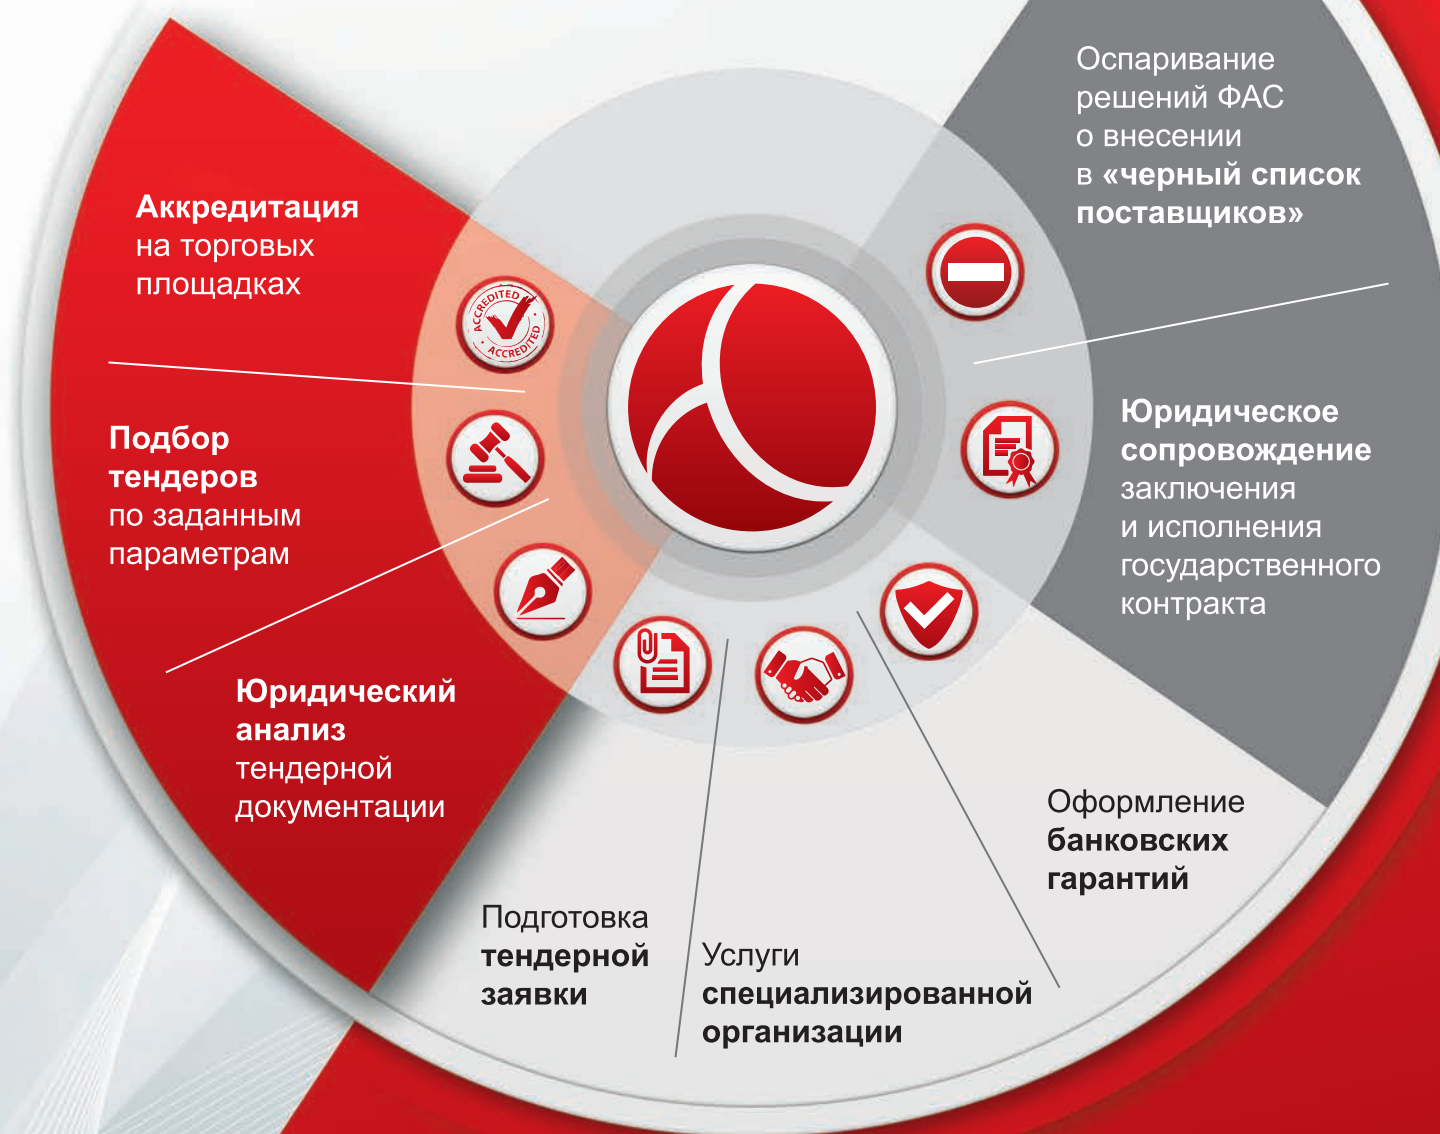 Аккредитация
на торговых
площадках
ACCREDITED
ACCREDITED
Подбор
тендеров
по заданным
параметрам
Юридический
анализ
тендерной
документации
Подготовка
тендерной
заявки
Услуги
специализированной
организации
Оформление
банковских
гарантий
Юридическое
сопровождение
заключения
и исполнения
государственного
контракта
Оспаривание
решений ФАС
о внесении
в «черный список
поставщиков»